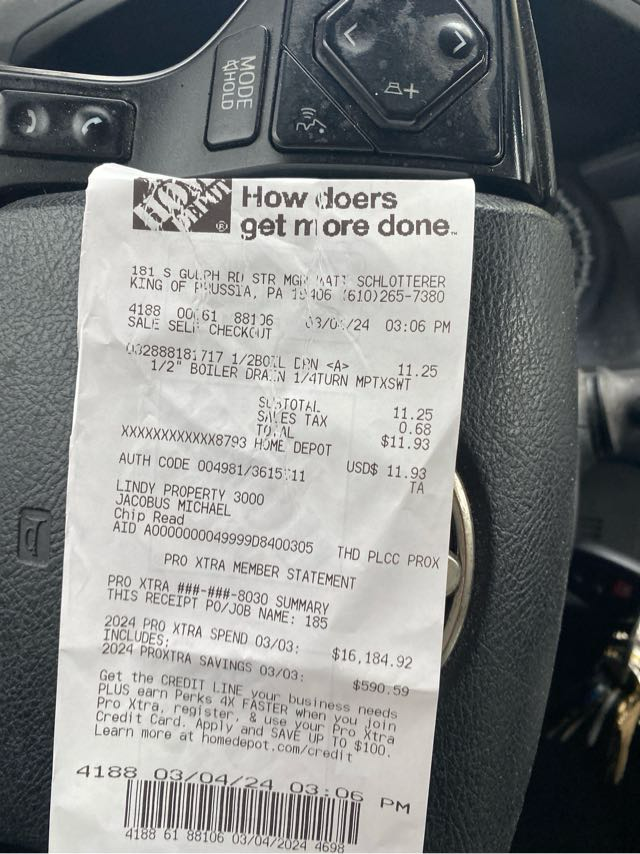 MODE
HOLD
How doers
get more done.
181 S GULPH RD STR MGR MATT SCHLOTTERER
KING OF PRUSSIA, PA 19406 (610)265-7380
4188 00061 88106 03/04/24 03:06 PM
SALE SELF CHECKOUT
032888181717 1/2BOIL DRN <A> 11.25
1/2" BOILER DRAIN 1/4TURN MPTXSWT
SUBTOTAL 11.25
SALES TAX 0.68
TOTAL $11.93
XXXXXXXXXXXX8793 HOME DEPOT
USD$ 11.93
AUTH CODE 004981/3615 11 TA
LINDY PROPERTY 3000
JACOBUS MICHAEL
Chip Read
AID A0000000049999D8400305 THD PLCC PROX
PRO XTRA MEMBER STATEMENT
PRO XTRA ###-###-8030 SUMMARY
THIS RECEIPT PO/JOB NAME: 185
2024 PRO XTRA SPEND 03/03: $16,184.92
INCLUDES:
2024 PROXTRA SAVINGS 03/03: $590.59
Get the CREDIT LINE your business needs
PLUS earn Perks 4X FASTER when you join
Pro Xtra, register, & use your Pro Xtra
Credit Card. Apply and SAVE UP TO $100.
Learn more at homedepot.com/credit
4188 03/04/24 03:06 PM
4188 61 88106 03/04/2024 4698